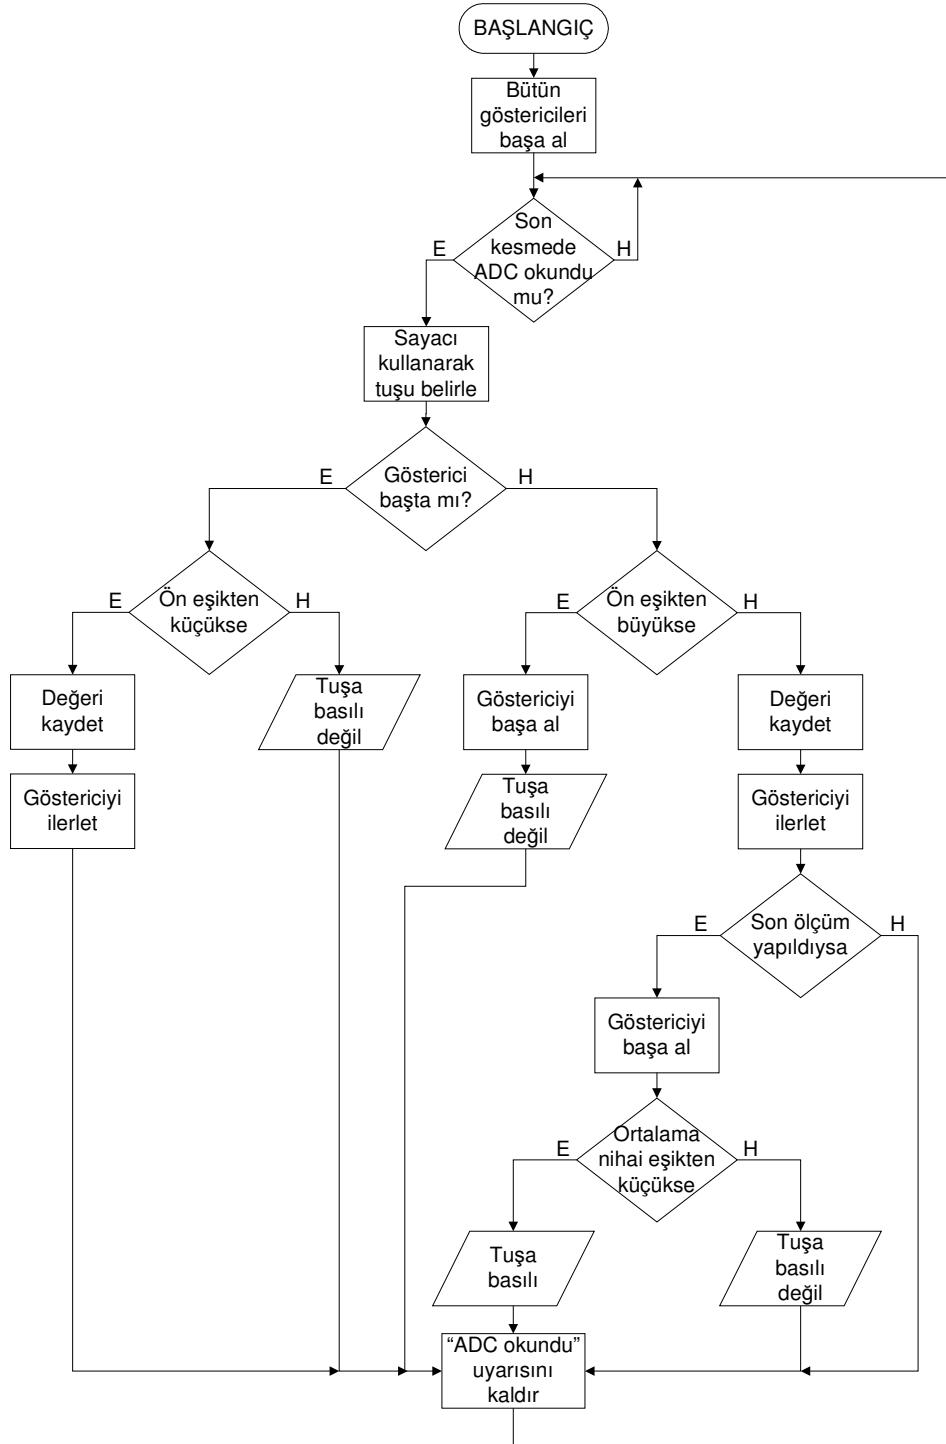 BAŞLANGIÇ
Bütün
göstericileri
başa al
Son
kesmede
ADC okundu
mu?
E
H
Sayacı
kullanarak
tuşu belirle
Gösterici
başta mı?
E
H
Ön eşikten
küçükse
E
H
Ön eşikten
büyükse
E
H
Değeri
kaydet
Tuşa
basılı
değil
Göstericiyi
başa al
Değeri
kaydet
Göstericiyi
ilerlet
Tuşa
basılı
değil
Göstericiyi
ilerlet
Son ölçüm
yapıldıysa
E
H
Göstericiyi
başa al
Ortalama
nihai eşikten
küçükse
E
H
Tuşa
basılı
Tuşa
basılı
değil
“ADC okundu”
uyarısını
kaldır